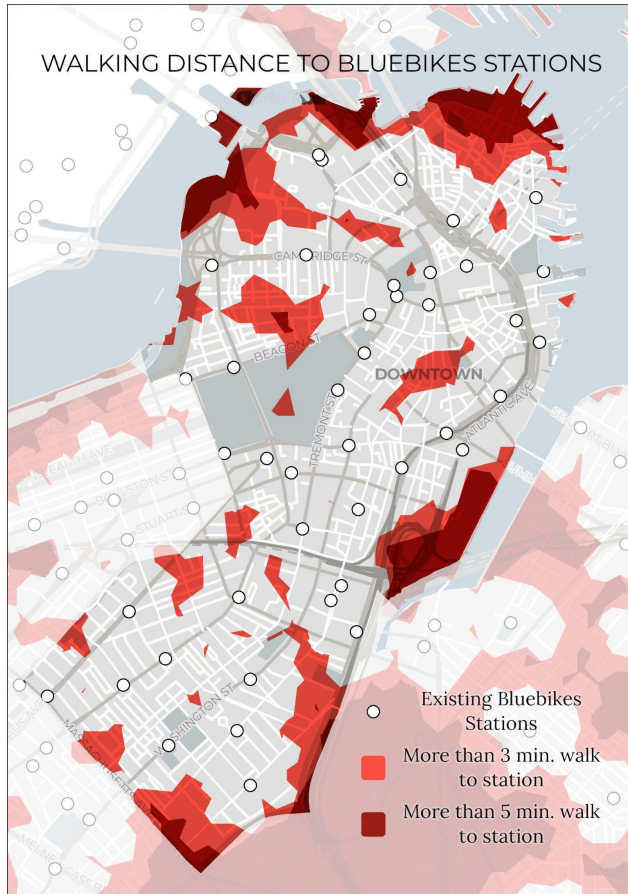 WALKING DISTANCE TO BLUEBIKES STATIONS
CAMBRIDGE ST
BEACON ST
DOWNTOWN
TREMONT ST
ATLANTIC AVE
STUART
WASHINGTON ST
Existing Bluebikes
Stations
More than 3 min. walk
to station
More than 5 min. walk
to station